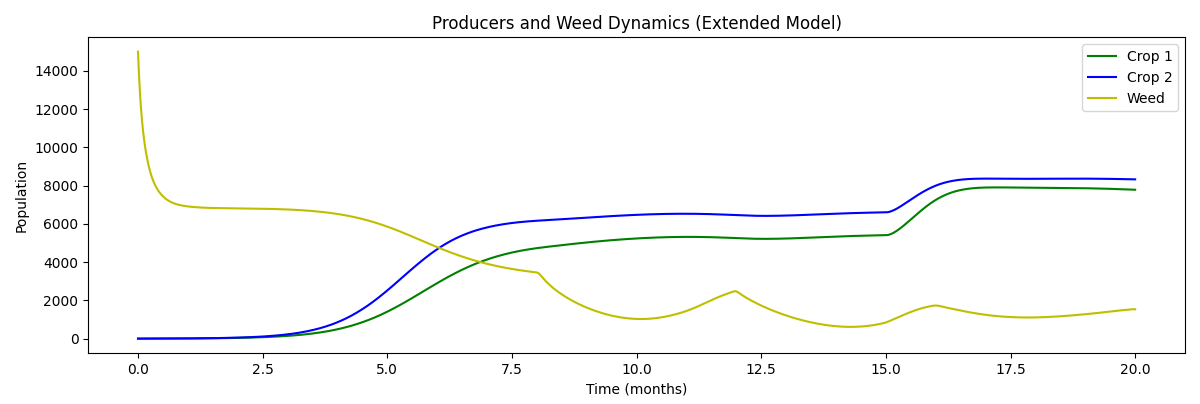 Producers and Weed Dynamics (Extended Model)
Crop 1
Crop 2
Weed
Population
14000
12000
10000
8000
6000
4000
2000
0
0.0 2.5 5.0 7.5 10.0 12.5 15.0 17.5 20.0
Time (months)